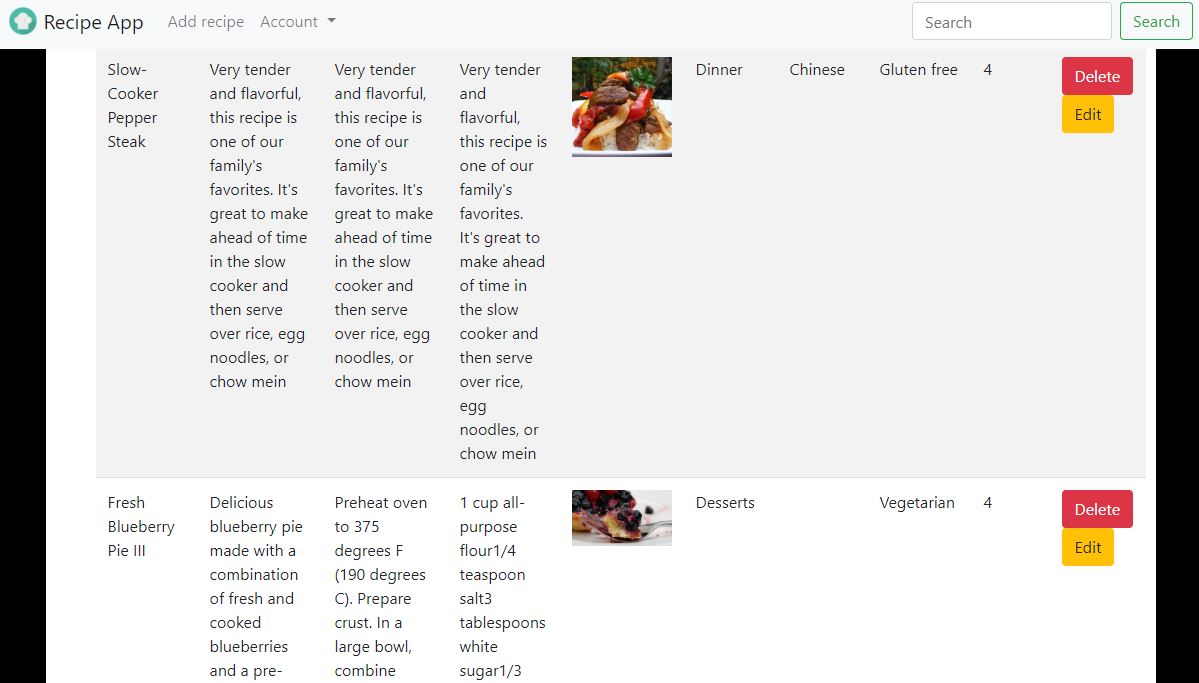 Recipe App Add recipe Account Search Search
Slow-
Cooker
Pepper
Steak
Very tender
and flavorful,
this recipe is
one of our
family's
favorites. It's
great to make
ahead of time
in the slow
cooker and
then serve
over rice, egg
noodles, or
chow mein
Very tender
and flavorful,
this recipe is
one of our
family's
favorites. It's
great to make
ahead of time
in the slow
cooker and
then serve
over rice, egg
noodles, or
chow mein
Very tender
and
flavorful,
this recipe is
one of our
family's
favorites.
It's great to
make ahead
of time in
the slow
cooker and
then serve
over rice,
egg
noodles, or
chow mein
Dinner
Chinese
Gluten free
4
Delete
Edit
Fresh
Blueberry
Pie III
Delicious
blueberry pie
made with a
combination
of fresh and
cooked
blueberries
and a pre-
Preheat oven
to 375
degrees F
(190 degrees
C). Prepare
crust. In a
large bowl,
combine
1 cup all-
purpose
flour1/4
teaspoon
salt3
tablespoons
white
sugar1/3
Desserts
Vegetarian
4
Delete
Edit